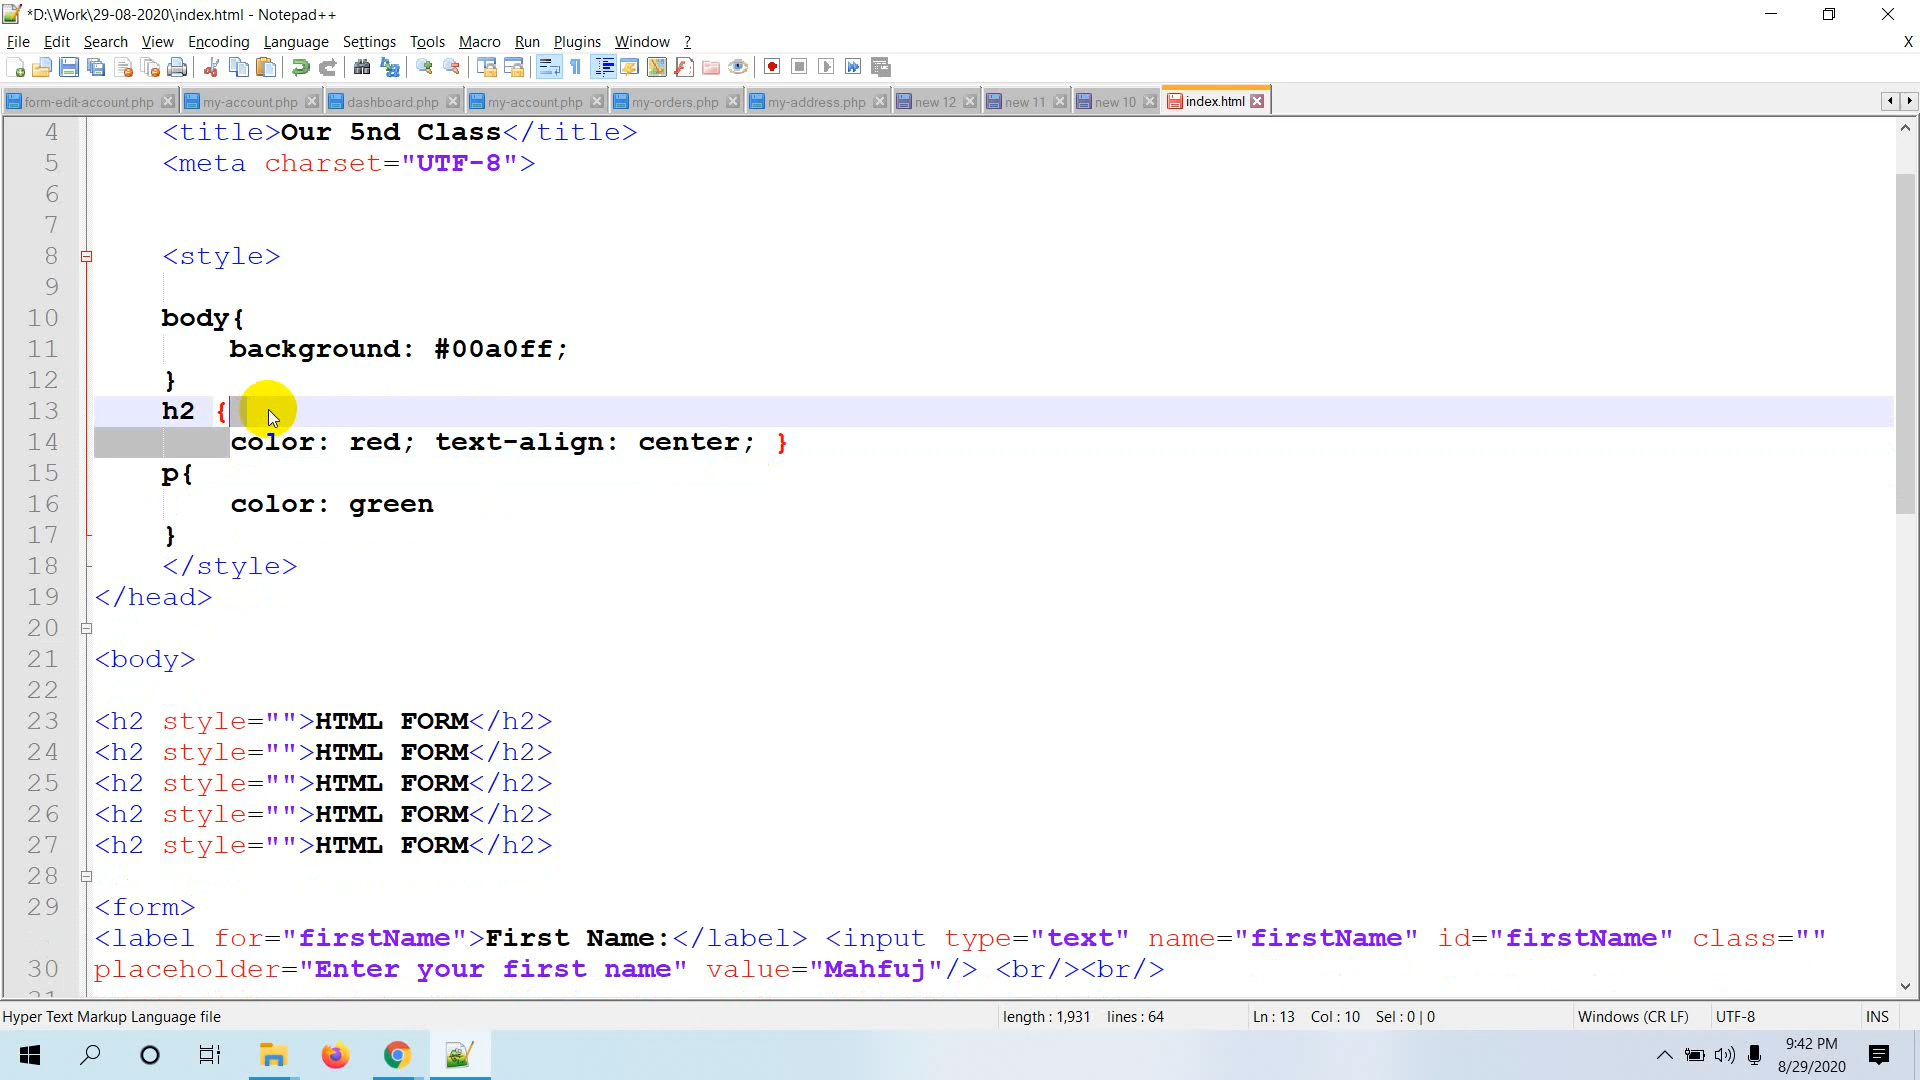 *D:\Work\29-08-2020\index.html - Notepad++
File Edit Search View Encoding Language Settings Tools Macro Run Plugins Window ? X
form-edit-account.php my-account.php dashboard.php my-account.php my-orders.php my-address.php new 12 new 11 new 10 index.html
4 <title>Our 5nd Class</title>
5 <meta charset="UTF-8">
6
7
8 <style>
9
10 body{
11 background: #00a0ff;
12 }
13 h2 {
14 color: red; text-align: center; }
15 p{
16 color: green
17 }
18 </style>
19 </head>
20
21 <body>
22
23 <h2 style="">HTML FORM</h2>
24 <h2 style="">HTML FORM</h2>
25 <h2 style="">HTML FORM</h2>
26 <h2 style="">HTML FORM</h2>
27 <h2 style="">HTML FORM</h2>
28
29 <form>
<label for="firstName">First Name:</label> <input type="text" name="firstName" id="firstName" class=""
30 placeholder="Enter your first name" value="Mahfuj"/> <br/><br/>
31
Hyper Text Markup Language file length : 1,931 lines : 64 Ln : 13 Col : 10 Sel : 0 | 0 Windows (CR LF) UTF-8 INS
9:42 PM
8/29/2020